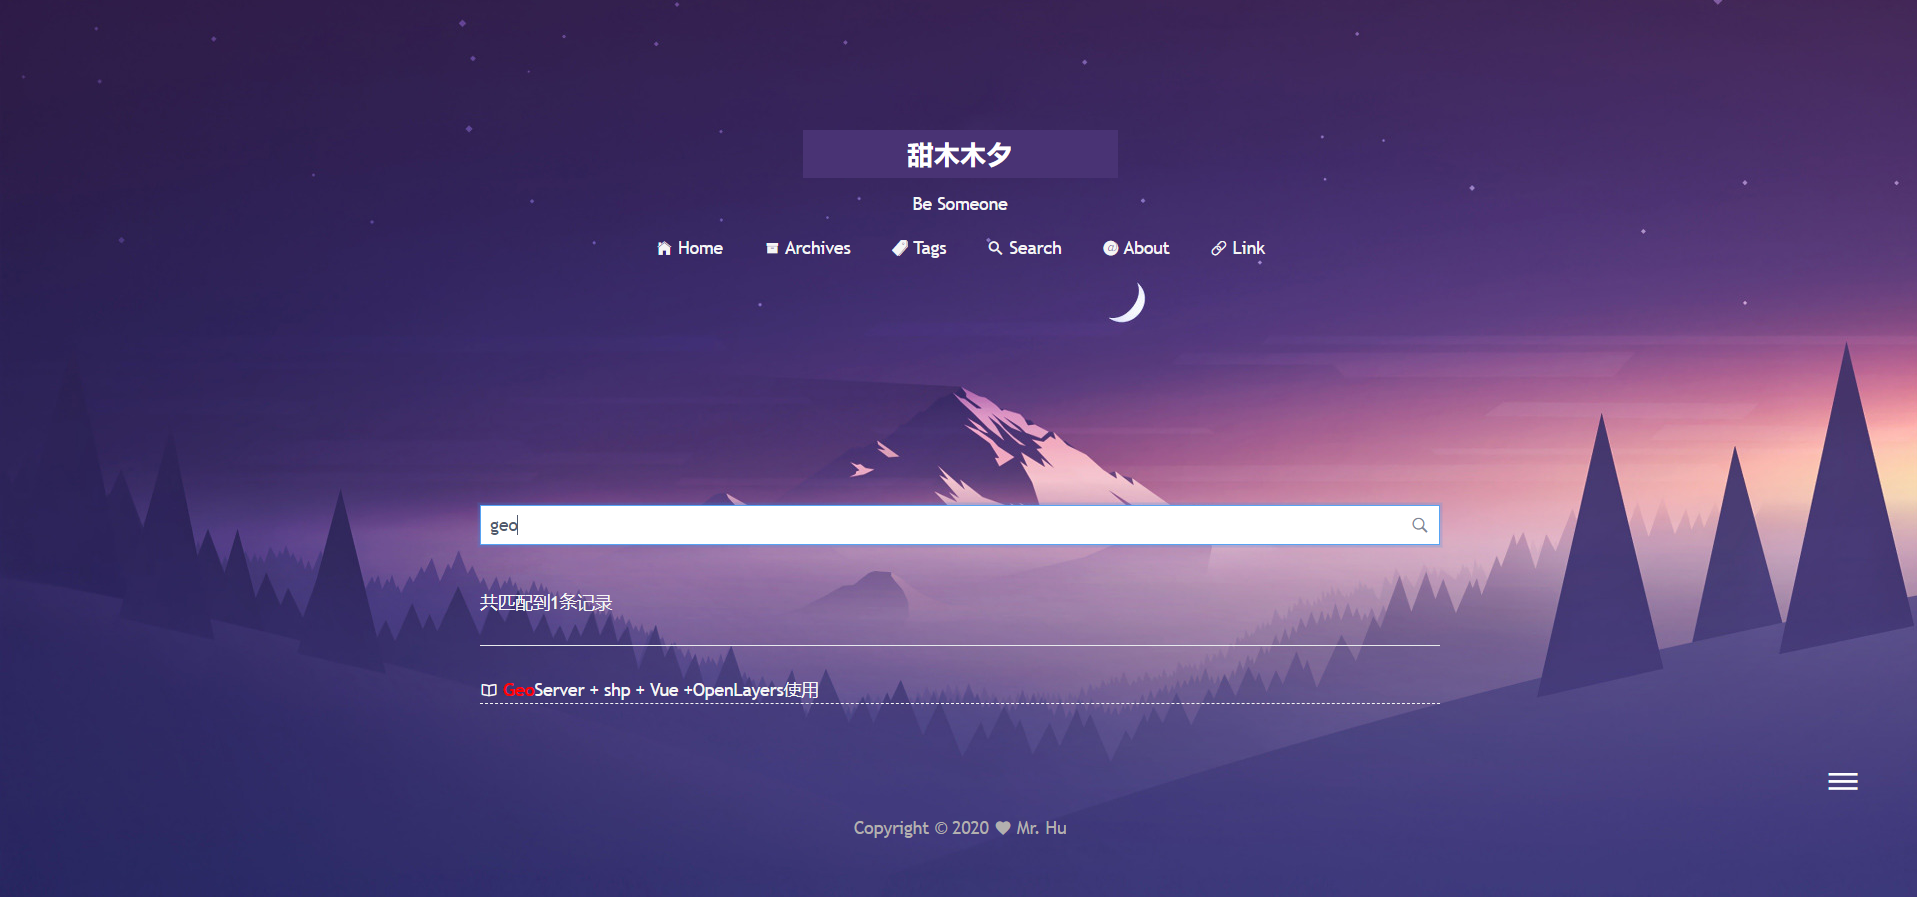 甜木木夕
Be Someone
Home Archives Tags Search About Link
geo
共匹配到1条记录
GeoServer + shp + Vue +OpenLayers使用
Copyright © 2020 ♥ Mr. Hu